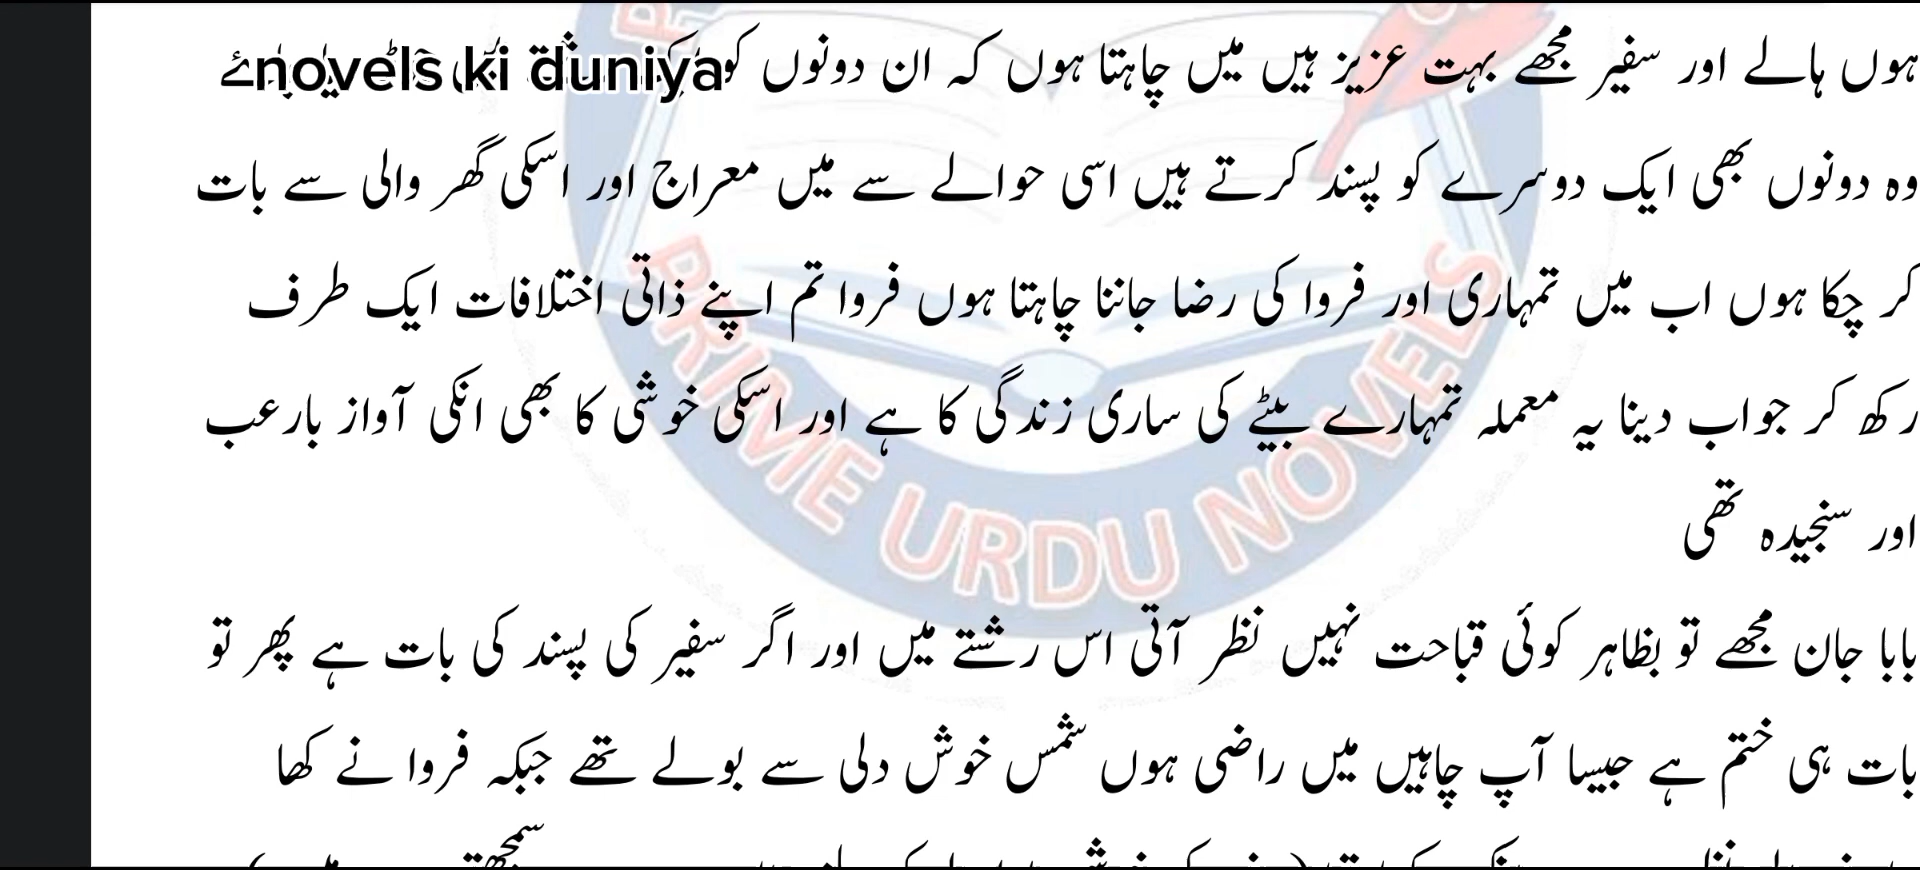 ہوں ہالے اور سفیر مجھے بہت عزیز ہیں میں چاہتا ہوں کہ ان دونوں کو
novels ki duniya
وہ دونوں بھی ایک دوسرے کو پسند کرتے ہیں اسی حوالے سے میں معراج اور اسکی گھر والی سے بات
کر چکا ہوں اب میں تمہاری اور فروا کی رضا جاننا چاہتا ہوں فروا تم اپنے ذاتی اختلافات ایک طرف
رکھ کر جواب دینا یہ معملہ تمہارے بیٹے کی ساری زندگی کا ہے اور اسکی خوشی کا بھی انکی آواز بارعب
اور سنجیدہ تھی
بابا جان مجھے تو بظاہر کوئی قباحت نہیں نظر آتی اس رشتے میں اور اگر سفیر کی پسند کی بات ہے پھر تو
بات ہی ختم ہے جیسا آپ چاہیں میں راضی ہوں شمس خوش دلی سے بولے تھے جبکہ فروا نے کھا
PRIME URDU NOVELS